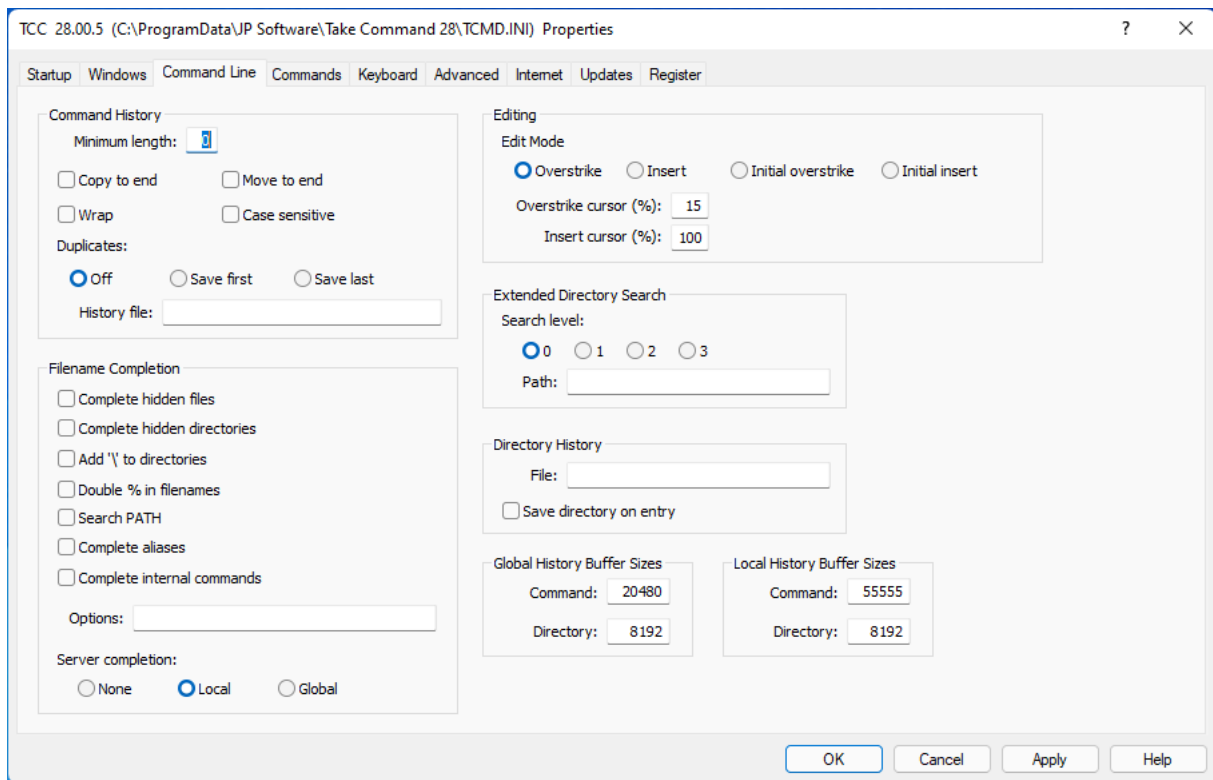 TCC 28.00.5 (C:\ProgramData\JP Software\Take Command 28\TCMD.INI) Properties
Startup Windows Command Line Commands Keyboard Advanced Internet Updates Register
Command History
Minimum length: 0
Copy to end Move to end
Wrap Case sensitive
Duplicates:
Off Save first Save last
History file:
Filename Completion
Complete hidden files
Complete hidden directories
Add '\' to directories
Double % in filenames
Search PATH
Complete aliases
Complete internal commands
Options:
Server completion:
None Local Global
Editing
Edit Mode
Overstrike Insert Initial overstrike Initial insert
Overstrike cursor (%): 15
Insert cursor (%): 100
Extended Directory Search
Search level:
0 1 2 3
Path:
Directory History
File:
Save directory on entry
Global History Buffer Sizes
Command: 20480
Directory: 8192
Local History Buffer Sizes
Command: 55555
Directory: 8192
OK Cancel Apply Help